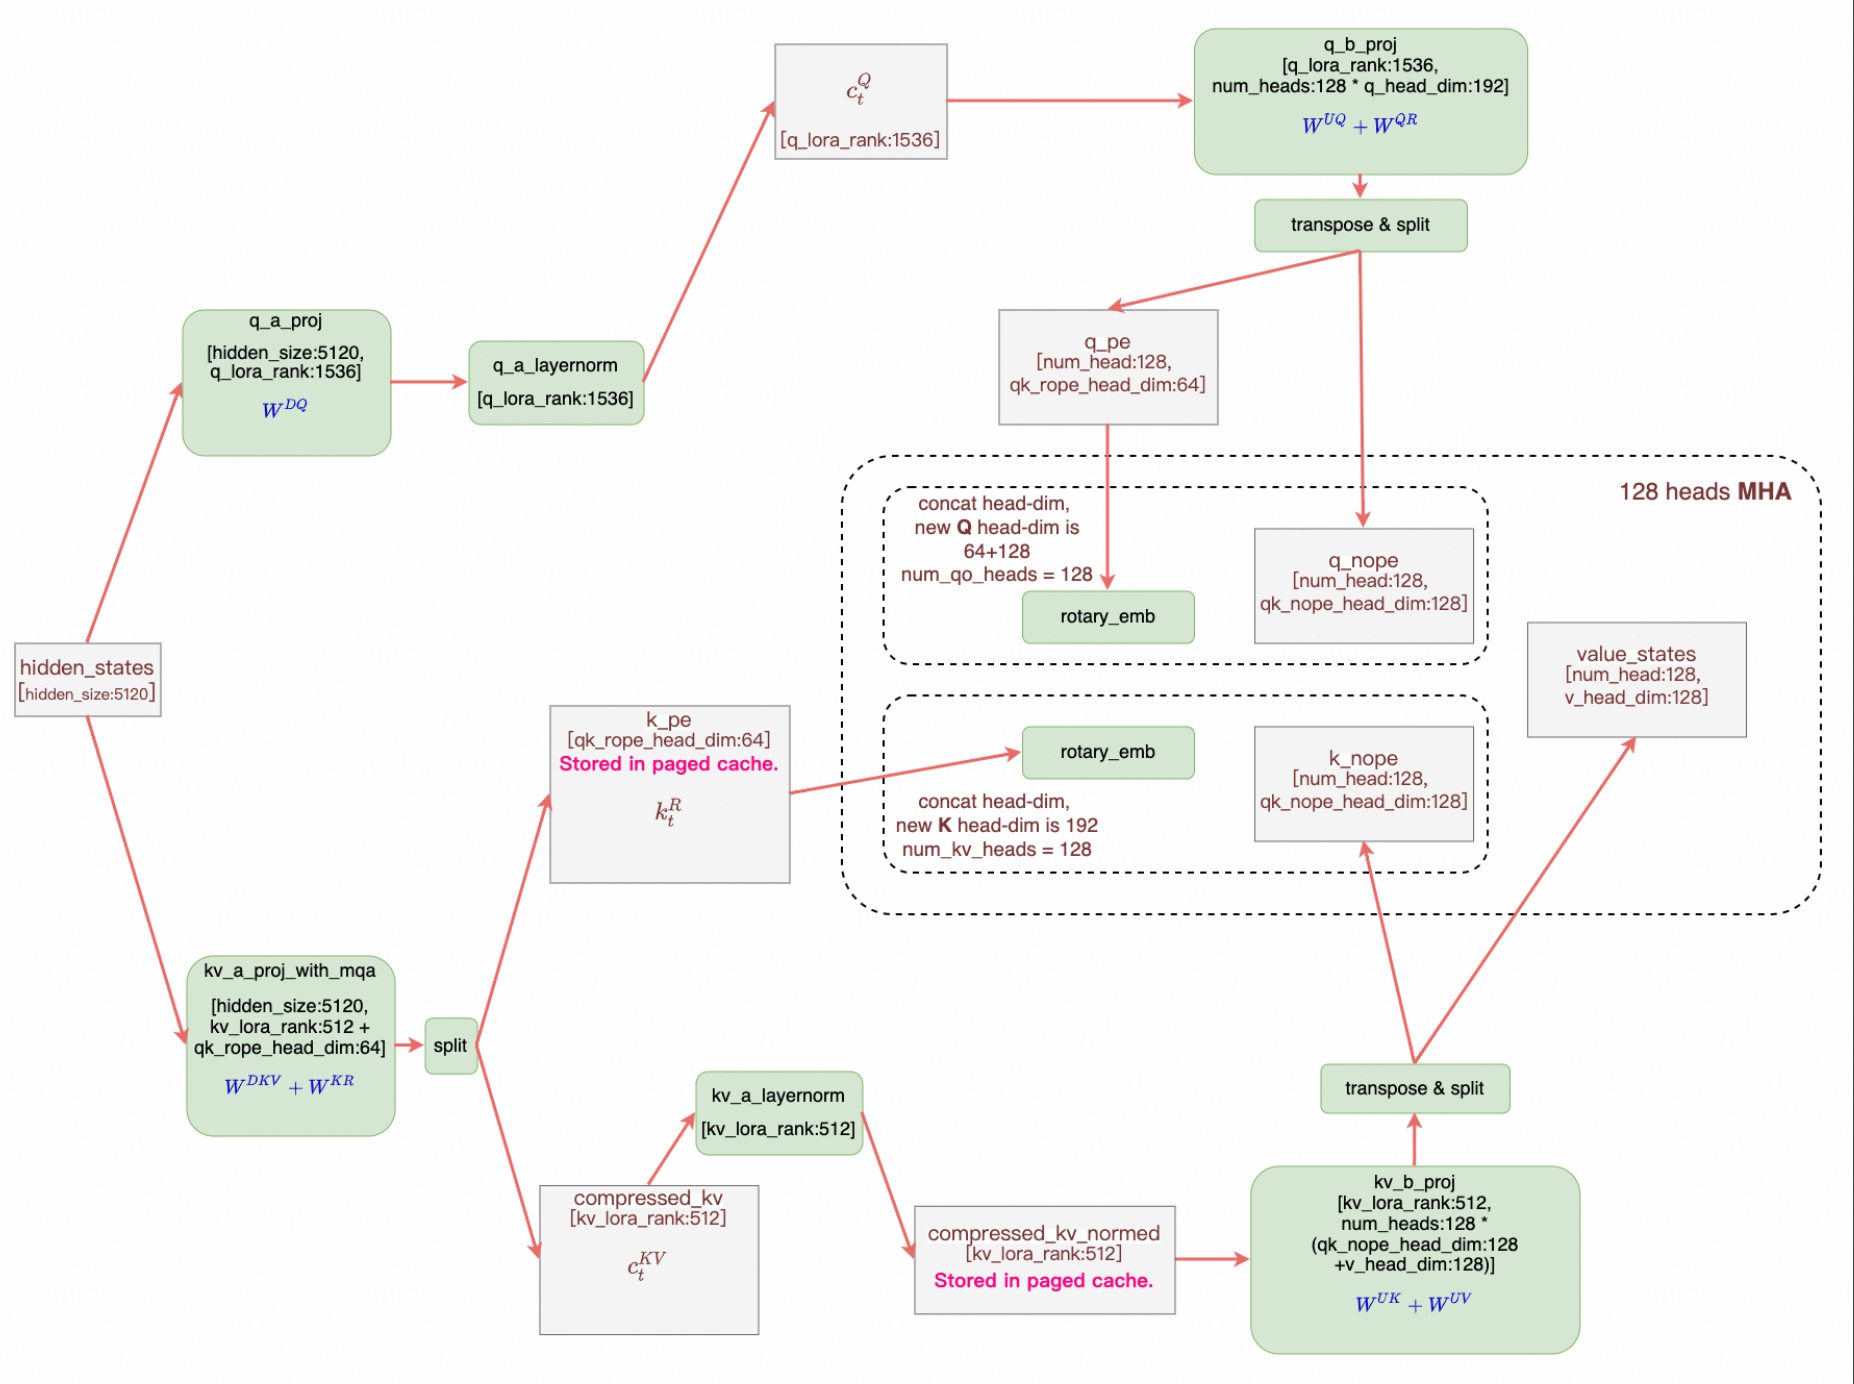 c_t^Q
[q_lora_rank:1536]
q_b_proj
[q_lora_rank:1536,
num_heads:128 * q_head_dim:192]
W^{UQ} + W^{QR}
transpose & split
q_a_proj
[hidden_size:5120,
q_lora_rank:1536]
W^{DQ}
q_a_layernorm
[q_lora_rank:1536]
q_pe
[num_head:128,
qk_rope_head_dim:64]
128 heads MHA
concat head-dim,
new Q head-dim is
64+128
num_qo_heads = 128
rotary_emb
q_nope
[num_head:128,
qk_nope_head_dim:128]
hidden_states
[hidden_size:5120]
value_states
[num_head:128,
v_head_dim:128]
k_pe
[qk_rope_head_dim:64]
Stored in paged cache.
k_t^R
rotary_emb
concat head-dim,
new K head-dim is 192
num_kv_heads = 128
k_nope
[num_head:128,
qk_nope_head_dim:128]
kv_a_proj_with_mqa
[hidden_size:5120,
kv_lora_rank:512 +
qk_rope_head_dim:64]
W^{DKV} + W^{KR}
split
kv_a_layernorm
[kv_lora_rank:512]
compressed_kv
[kv_lora_rank:512]
c_t^{KV}
compressed_kv_normed
[kv_lora_rank:512]
Stored in paged cache.
transpose & split
kv_b_proj
[kv_lora_rank:512,
num_heads:128 *
(qk_nope_head_dim:128
+v_head_dim:128)]
W^{UK} + W^{UV}